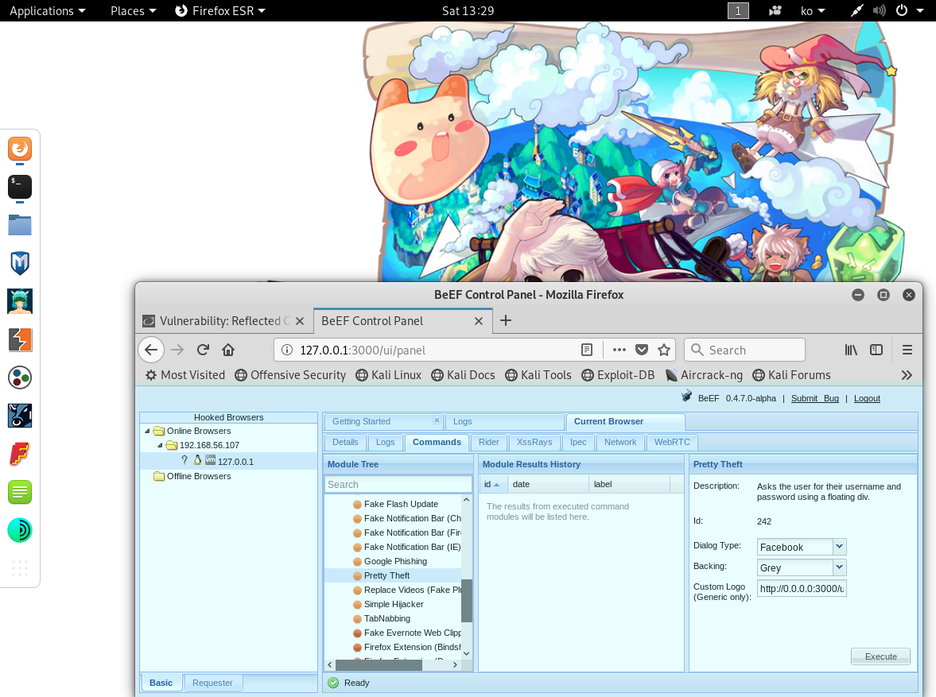 Applications Places Firefox ESR Sat 13:29 1 ko
BeEF Control Panel - Mozilla Firefox
Vulnerability: Reflected BeEF Control Panel
127.0.0.1:3000/ui/panel Search
Most Visited Offensive Security Kali Linux Kali Docs Kali Tools Exploit-DB Aircrack-ng Kali Forums
BeEF 0.4.7.0-alpha | Submit Bug | Logout
Hooked Browsers
Online Browsers
192.168.56.107
? 127.0.0.1
Offline Browsers
Basic Requester
Getting Started Logs Current Browser
Details Logs Commands Rider XssRays Ipec Network WebRTC
Module Tree
Search
Fake Flash Update
Fake Notification Bar (Ch
Fake Notification Bar (Fire
Fake Notification Bar (IE)
Google Phishing
Pretty Theft
Replace Videos (Fake Plu
Simple Hijacker
TabNabbing
Fake Evernote Web Clipp
Firefox Extension (Bindsh
Module Results History
id date label
The results from executed command
modules will be listed here.
Pretty Theft
Description: Asks the user for their username and
password using a floating div.
Id: 242
Dialog Type: Facebook
Backing: Grey
Custom Logo
(Generic only): http://0.0.0.0:3000/u
Execute
Ready